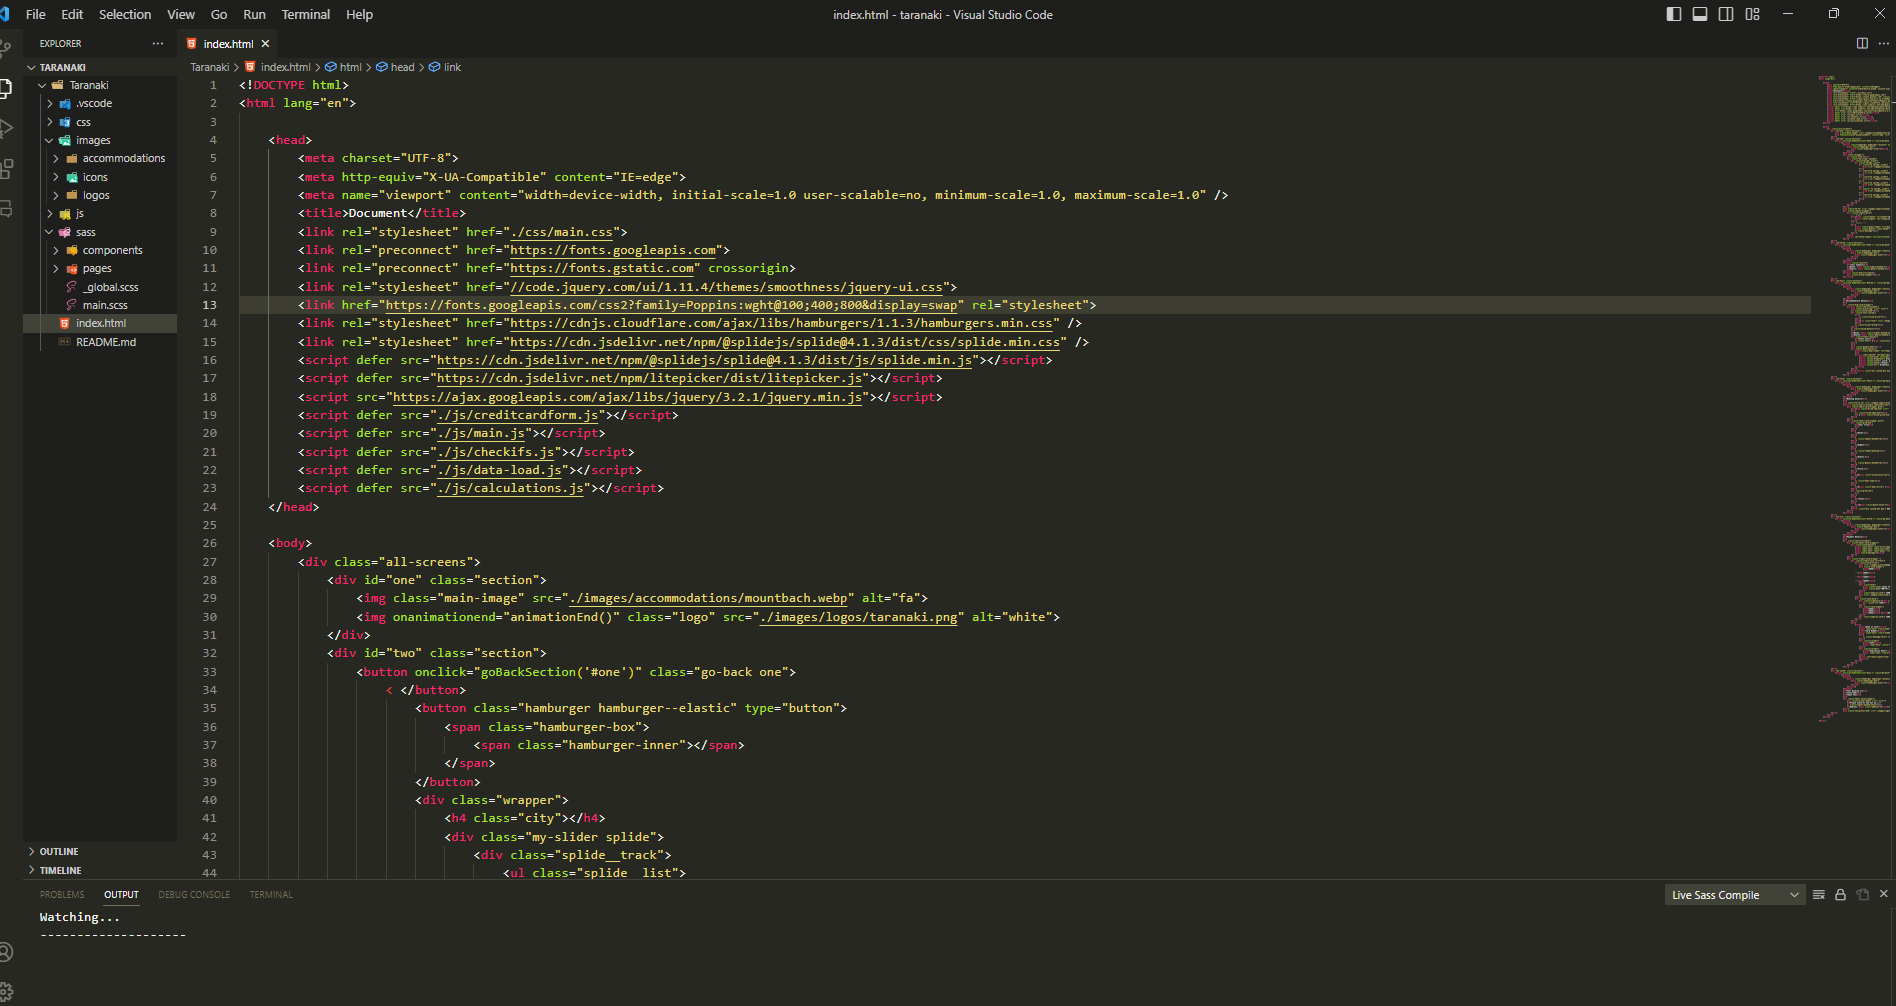 File Edit Selection View Go Run Terminal Help
index.html - taranaki - Visual Studio Code
EXPLORER
TARANAKI
Taranaki
.vscode
css
images
accommodations
icons
logos
js
sass
components
pages
_global.scss
main.scss
index.html
README.md
OUTLINE
TIMELINE
index.html
Taranaki > index.html > html > head > link
1 <!DOCTYPE html>
2 <html lang="en">
3
4 <head>
5 <meta charset="UTF-8">
6 <meta http-equiv="X-UA-Compatible" content="IE=edge">
7 <meta name="viewport" content="width=device-width, initial-scale=1.0 user-scalable=no, minimum-scale=1.0, maximum-scale=1.0" />
8 <title>Document</title>
9 <link rel="stylesheet" href="./css/main.css">
10 <link rel="preconnect" href="https://fonts.googleapis.com">
11 <link rel="preconnect" href="https://fonts.gstatic.com" crossorigin>
12 <link rel="stylesheet" href="//code.jquery.com/ui/1.11.4/themes/smoothness/jquery-ui.css">
13 <link href="https://fonts.googleapis.com/css2?family=Poppins:wght@100;400;800&display=swap" rel="stylesheet">
14 <link rel="stylesheet" href="https://cdnjs.cloudflare.com/ajax/libs/hamburgers/1.1.3/hamburgers.min.css" />
15 <link rel="stylesheet" href="https://cdn.jsdelivr.net/npm/@splidejs/splide@4.1.3/dist/css/splide.min.css" />
16 <script defer src="https://cdn.jsdelivr.net/npm/@splidejs/splide@4.1.3/dist/js/splide.min.js"></script>
17 <script defer src="https://cdn.jsdelivr.net/npm/litepicker/dist/litepicker.js"></script>
18 <script src="https://ajax.googleapis.com/ajax/libs/jquery/3.2.1/jquery.min.js"></script>
19 <script defer src="./js/creditcardform.js"></script>
20 <script defer src="./js/main.js"></script>
21 <script defer src="./js/checkifs.js"></script>
22 <script defer src="./js/data-load.js"></script>
23 <script defer src="./js/calculations.js"></script>
24 </head>
25
26 <body>
27 <div class="all-screens">
28 <div id="one" class="section">
29 <img class="main-image" src="./images/accommodations/mountbach.webp" alt="fa">
30 <img onanimationend="animationEnd()" class="logo" src="./images/logos/taranaki.png" alt="white">
31 </div>
32 <div id="two" class="section">
33 <button onclick="goBackSection('#one')" class="go-back one">
34 < </button>
35 <button class="hamburger hamburger--elastic" type="button">
36 <span class="hamburger-box">
37 <span class="hamburger-inner"></span>
38 </span>
39 </button>
40 <div class="wrapper">
41 <h4 class="city"></h4>
42 <div class="my-slider splide">
43 <div class="splide__track">
44 <ul class="splide__list">
PROBLEMS OUTPUT DEBUG CONSOLE TERMINAL
Live Sass Compile
Watching...
--------------------